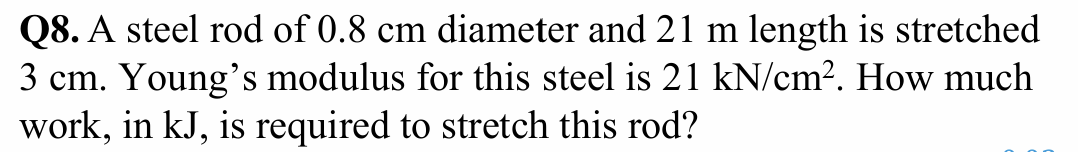 Q8. A steel rod of 0.8 cm diameter and 21 m length is stretched
3 cm. Young’s modulus for this steel is 21 kN/cm². How much
work, in kJ, is required to stretch this rod?